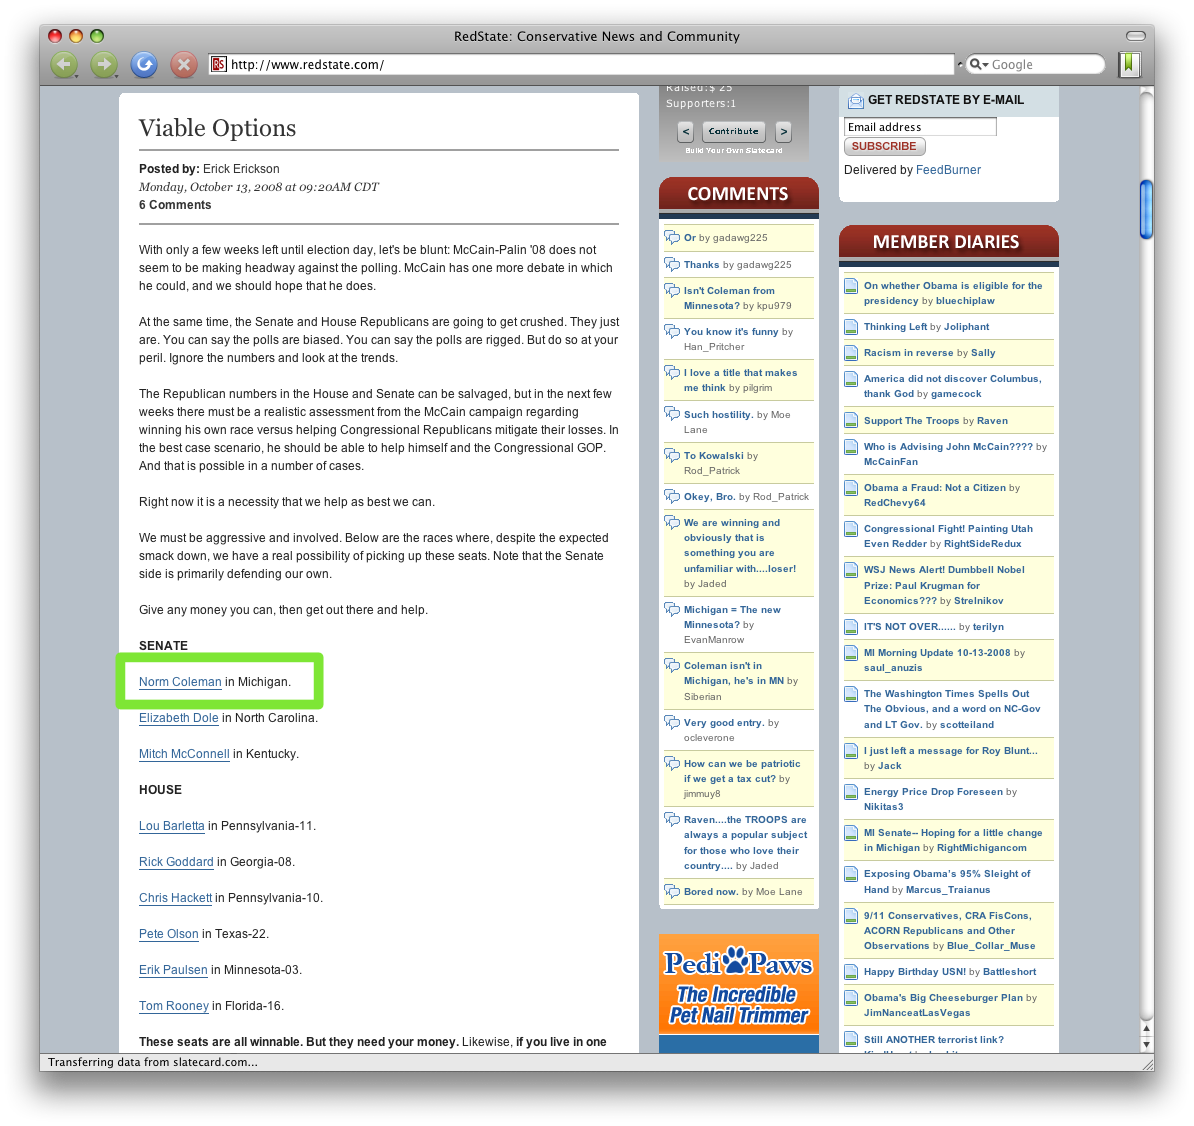 RedState: Conservative News and Community
http://www.redstate.com/
Google
Viable Options
Posted by: Erick Erickson
Monday, October 13, 2008 at 09:20AM CDT
6 Comments
With only a few weeks left until election day, let's be blunt: McCain-Palin '08 does not
seem to be making headway against the polling. McCain has one more debate in which
he could, and we should hope that he does.
At the same time, the Senate and House Republicans are going to get crushed. They just
are. You can say the polls are biased. You can say the polls are rigged. But do so at your
peril. Ignore the numbers and look at the trends.
The Republican numbers in the House and Senate can be salvaged, but in the next few
weeks there must be a realistic assessment from the McCain campaign regarding
winning his own race versus helping Congressional Republicans mitigate their losses. In
the best case scenario, he should be able to help himself and the Congressional GOP.
And that is possible in a number of cases.
Right now it is a necessity that we help as best we can.
We must be aggressive and involved. Below are the races where, despite the expected
smack down, we have a real possibility of picking up these seats. Note that the Senate
side is primarily defending our own.
Give any money you can, then get out there and help.
SENATE
Norm Coleman in Michigan.
Elizabeth Dole in North Carolina.
Mitch McConnell in Kentucky.
HOUSE
Lou Barletta in Pennsylvania-11.
Rick Goddard in Georgia-08.
Chris Hackett in Pennsylvania-10.
Pete Olson in Texas-22.
Erik Paulsen in Minnesota-03.
Tom Rooney in Florida-16.
These seats are all winnable. But they need your money. Likewise, if you live in one
Raised:$ 25
Supporters:1
< Contribute >
Build Your Own Slatecard
COMMENTS
Or by gadawg225
Thanks by gadawg225
Isn't Coleman from
Minnesota? by kpu979
You know it's funny by
Han_Pritcher
I love a title that makes
me think by pilgrim
Such hostility. by Moe
Lane
To Kowalski by
Rod_Patrick
Okey, Bro. by Rod_Patrick
We are winning and
obviously that is
something you are
unfamiliar with....loser!
by Jaded
Michigan = The new
Minnesota? by
EvanManrow
Coleman isn't in
Michigan, he's in MN by
Siberian
Very good entry. by
ocleverone
How can we be patriotic
if we get a tax cut? by
jimmuy8
Raven....the TROOPS are
always a popular subject
for those who love their
country.... by Jaded
Bored now. by Moe Lane
Pedi Paws
The Incredible
Pet Nail Trimmer
GET REDSTATE BY E-MAIL
Email address
SUBSCRIBE
Delivered by FeedBurner
MEMBER DIARIES
On whether Obama is eligible for the
presidency by bluechiplaw
Thinking Left by Joliphant
Racism in reverse by Sally
America did not discover Columbus,
thank God by gamecock
Support The Troops by Raven
Who is Advising John McCain???? by
McCainFan
Obama a Fraud: Not a Citizen by
RedChevy64
Congressional Fight! Painting Utah
Even Redder by RightSideRedux
WSJ News Alert! Dumbbell Nobel
Prize: Paul Krugman for
Economics??? by Strelnikov
IT'S NOT OVER...... by terilyn
MI Morning Update 10-13-2008 by
saul_anuzis
The Washington Times Spells Out
The Obvious, and a word on NC-Gov
and LT Gov. by scotteiland
I just left a message for Roy Blunt...
by Jack
Energy Price Drop Foreseen by
Nikitas3
MI Senate-- Hoping for a little change
in Michigan by RightMichigancom
Exposing Obama's 95% Sleight of
Hand by Marcus_Traianus
9/11 Conservatives, CRA FisCons,
ACORN Republicans and Other
Observations by Blue_Collar_Muse
Happy Birthday USN! by Battleshort
Obama's Big Cheeseburger Plan by
JimNanceatLasVegas
Still ANOTHER terrorist link?
Transferring data from slatecard.com...